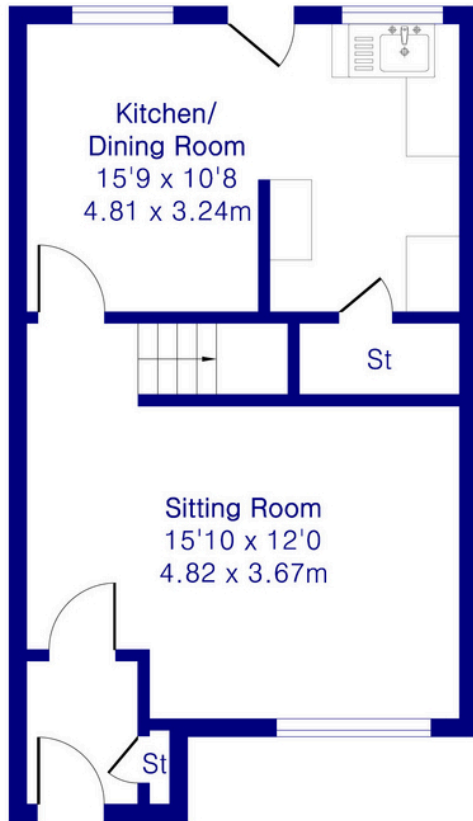 Kitchen/
Dining Room
15'9 x 10'8
4.81 x 3.24m
St
Sitting Room
15'10 x 12'0
4.82 x 3.67m
St